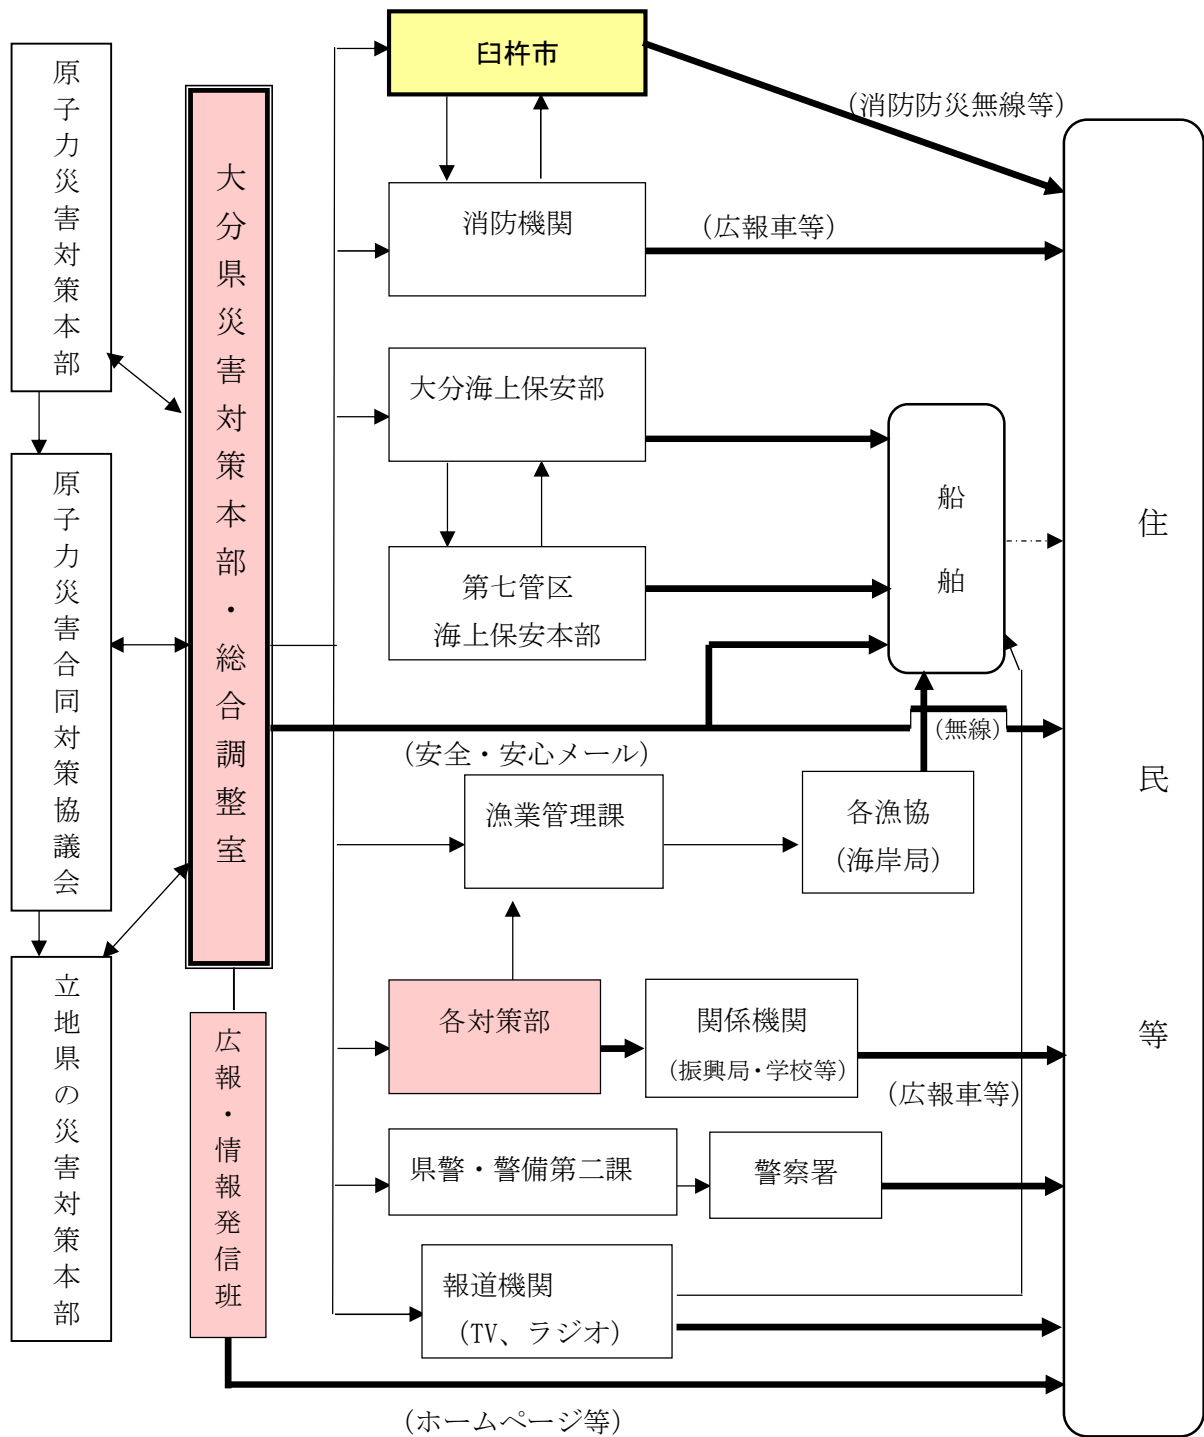 原子力災害対策本部
原子力災害合同対策協議会
立地県の災害対策本部
大分県災害対策本部・総合調整室
広報・情報発信班
臼杵市
(消防防災無線等)
消防機関
(広報車等)
大分海上保安部
第七管区
海上保安本部
船舶
(無線)
(安全・安心メール)
漁業管理課
各漁協
(海岸局)
各対策部
関係機関
(振興局・学校等)
(広報車等)
県警・警備第二課
警察署
報道機関
(TV、ラジオ)
(ホームページ等)
住民等